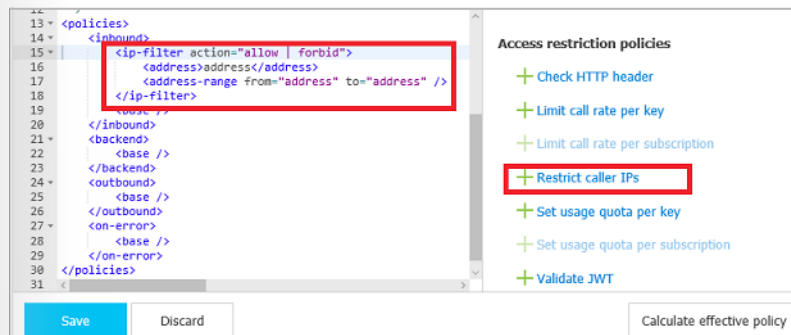 13 <policies>
14 <inbound>
15 <ip-filter action="allow | forbid">
16 <address>address</address>
17 <address-range from="address" to="address" />
18 </ip-filter>
19 <base />
20 </inbound>
21 <backend>
22 <base />
23 </backend>
24 <outbound>
25 <base />
26 </outbound>
27 <on-error>
28 <base />
29 </on-error>
30 </policies>
31
Access restriction policies
Check HTTP header
Limit call rate per key
Limit call rate per subscription
Restrict caller IPs
Set usage quota per key
Set usage quota per subscription
Validate JWT
Save
Discard
Calculate effective policy